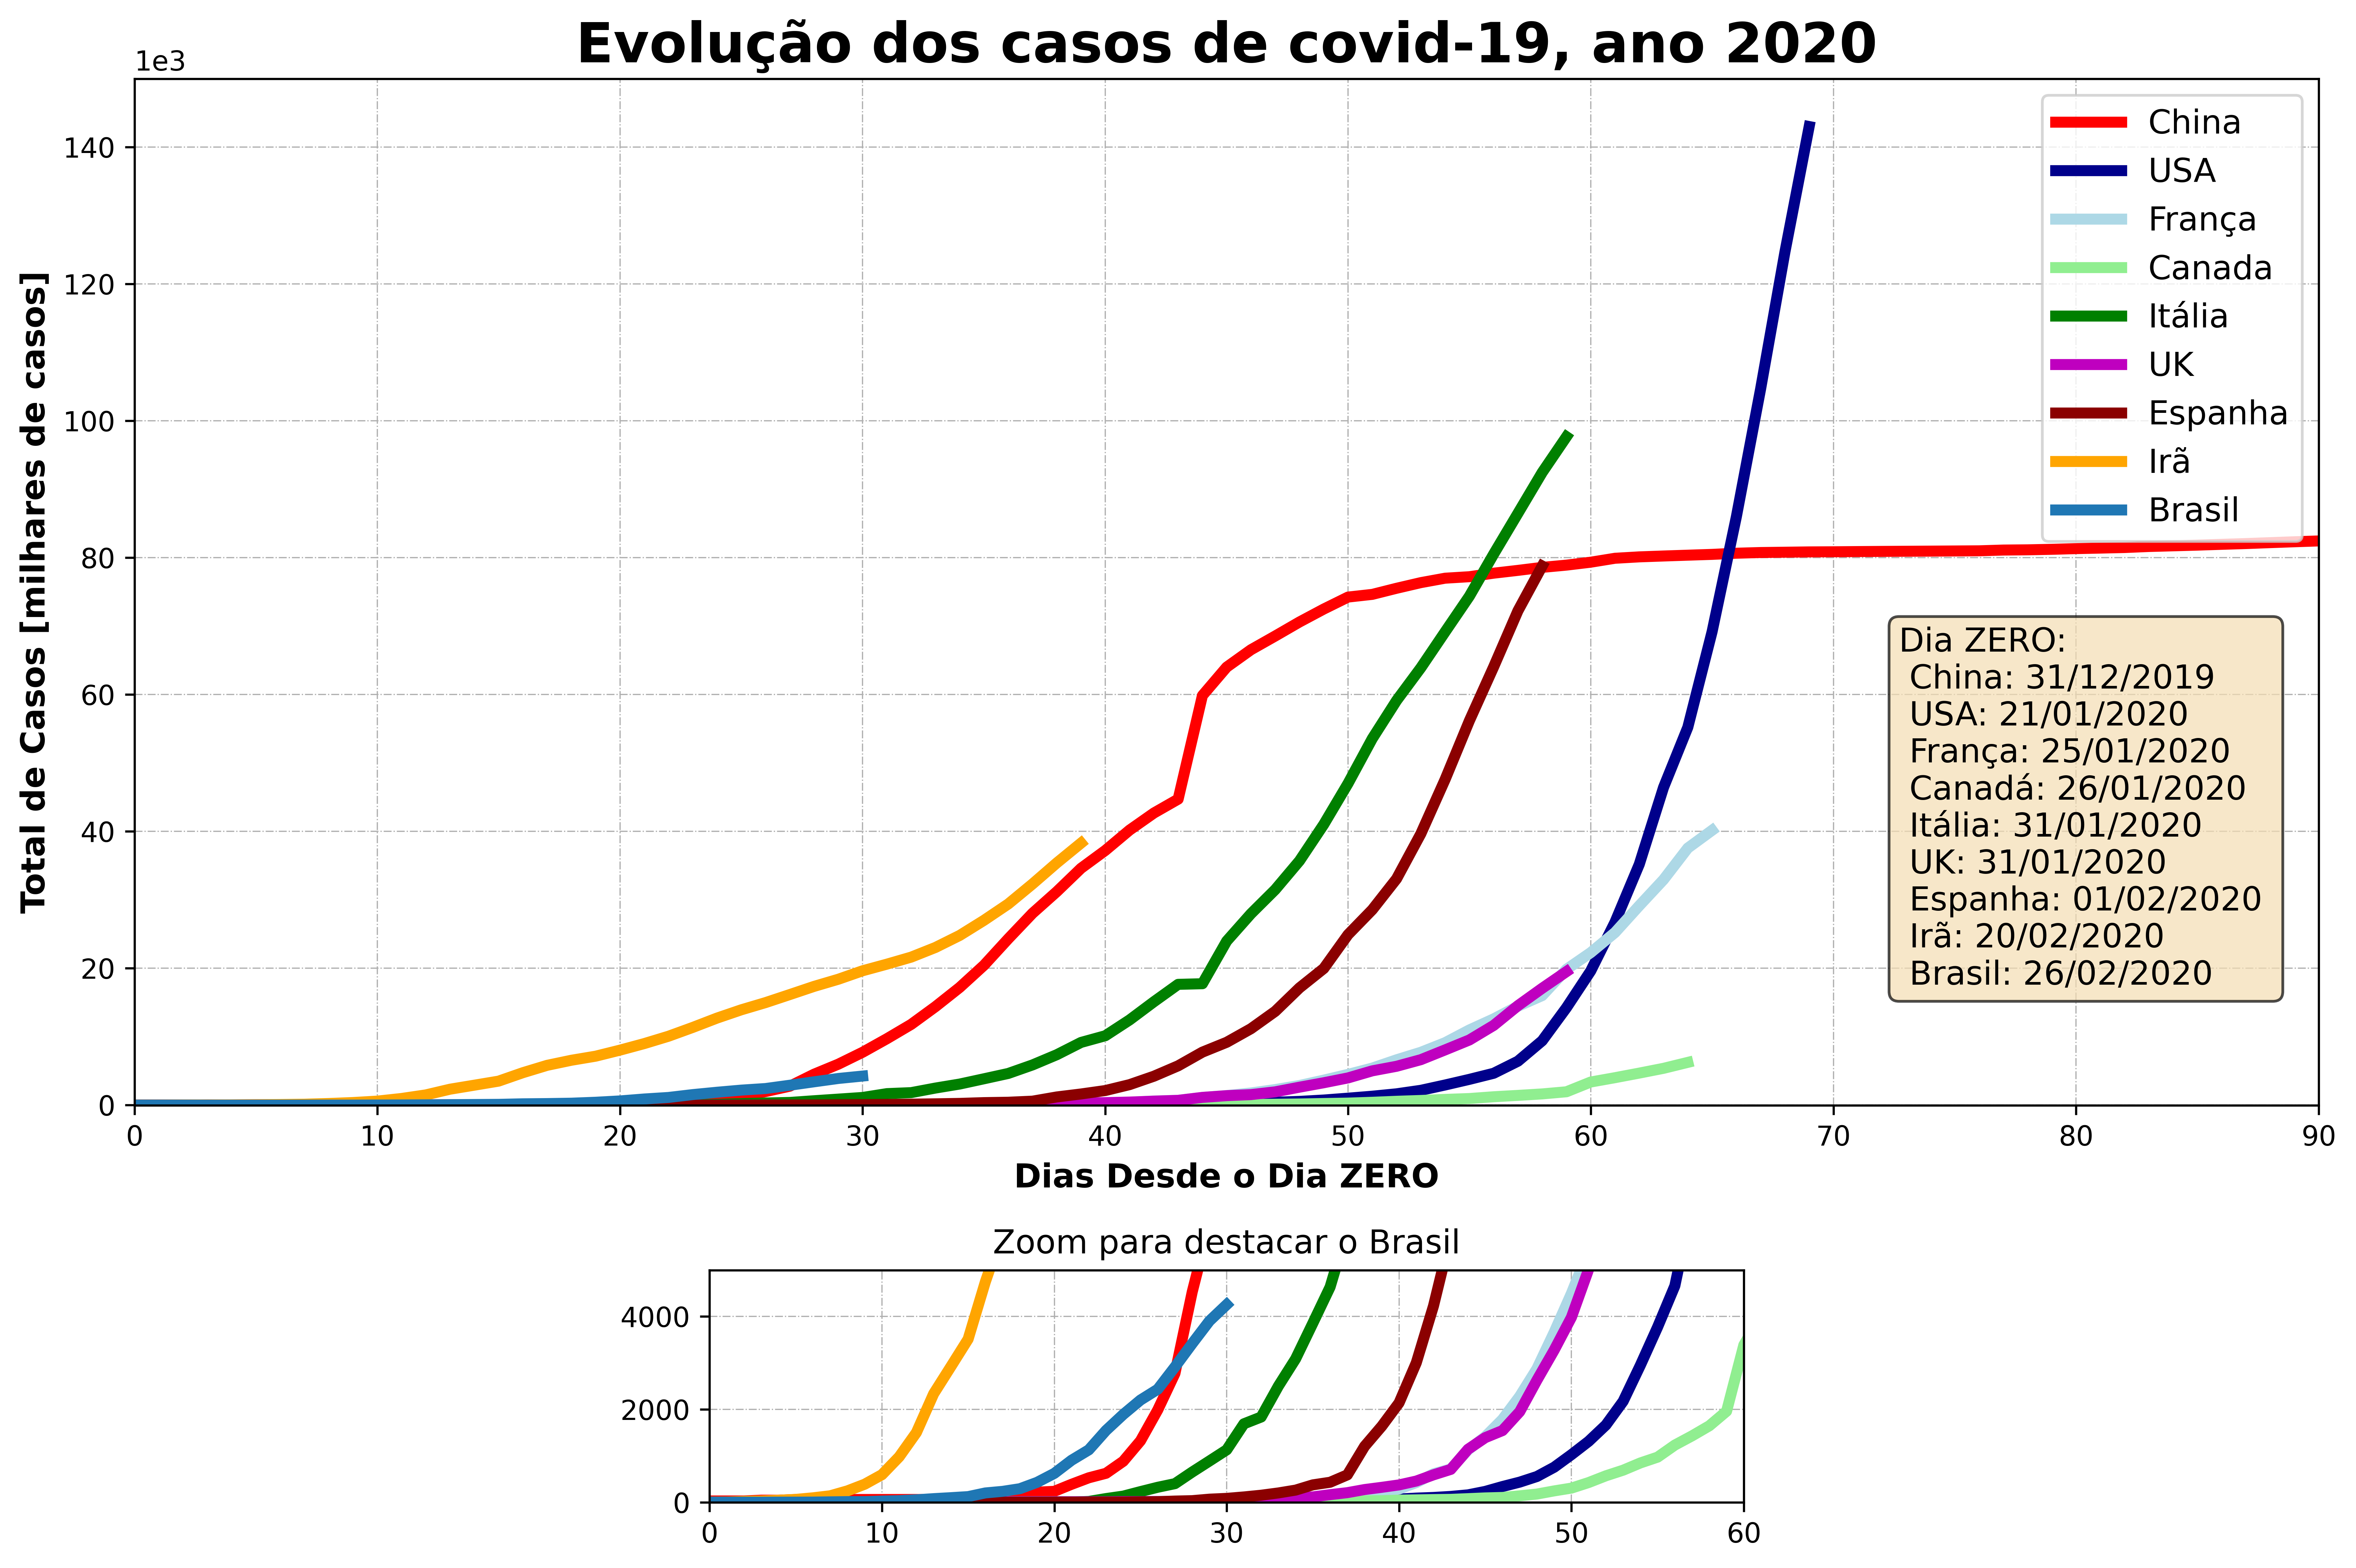 Evolução dos casos de covid-19, ano 2020
1e3
Total de Casos [milhares de casos]
140
120
100
80
60
40
20
0
0 10 20 30 40 50 60 70 80 90
Dias Desde o Dia ZERO
China
USA
França
Canada
Itália
UK
Espanha
Irã
Brasil
Dia ZERO:
China: 31/12/2019
USA: 21/01/2020
França: 25/01/2020
Canadá: 26/01/2020
Itália: 31/01/2020
UK: 31/01/2020
Espanha: 01/02/2020
Irã: 20/02/2020
Brasil: 26/02/2020
Zoom para destacar o Brasil
4000
2000
0
0 10 20 30 40 50 60